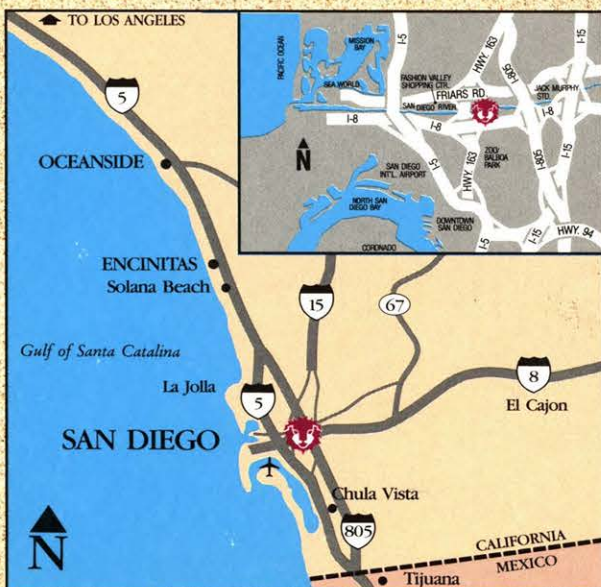 TO LOS ANGELES
5
OCEANSIDE
ENCINITAS
Solana Beach
15
67
Gulf of Santa Catalina
La Jolla
5
8
El Cajon
SAN DIEGO
Chula Vista
805
N
CALIFORNIA
MEXICO
Tijuana
PACIFIC OCEAN
MISSION
BAY
SEA WORLD
I-5
HWY. 163
I-805
I-15
FASHION VALLEY
SHOPPING CTR.
FRIARS RD.
JACK MURPHY
STD.
SAN DIEGO RIVER
I-8
I-8
I-8
N
I-5
HWY. 163
ZOO/
BALBOA
PARK
I-805
I-15
SAN DIEGO
INT'L. AIRPORT
NORTH SAN
DIEGO BAY
DOWNTOWN
SAN DIEGO
CORONADO
I-5
I-15
HWY. 94